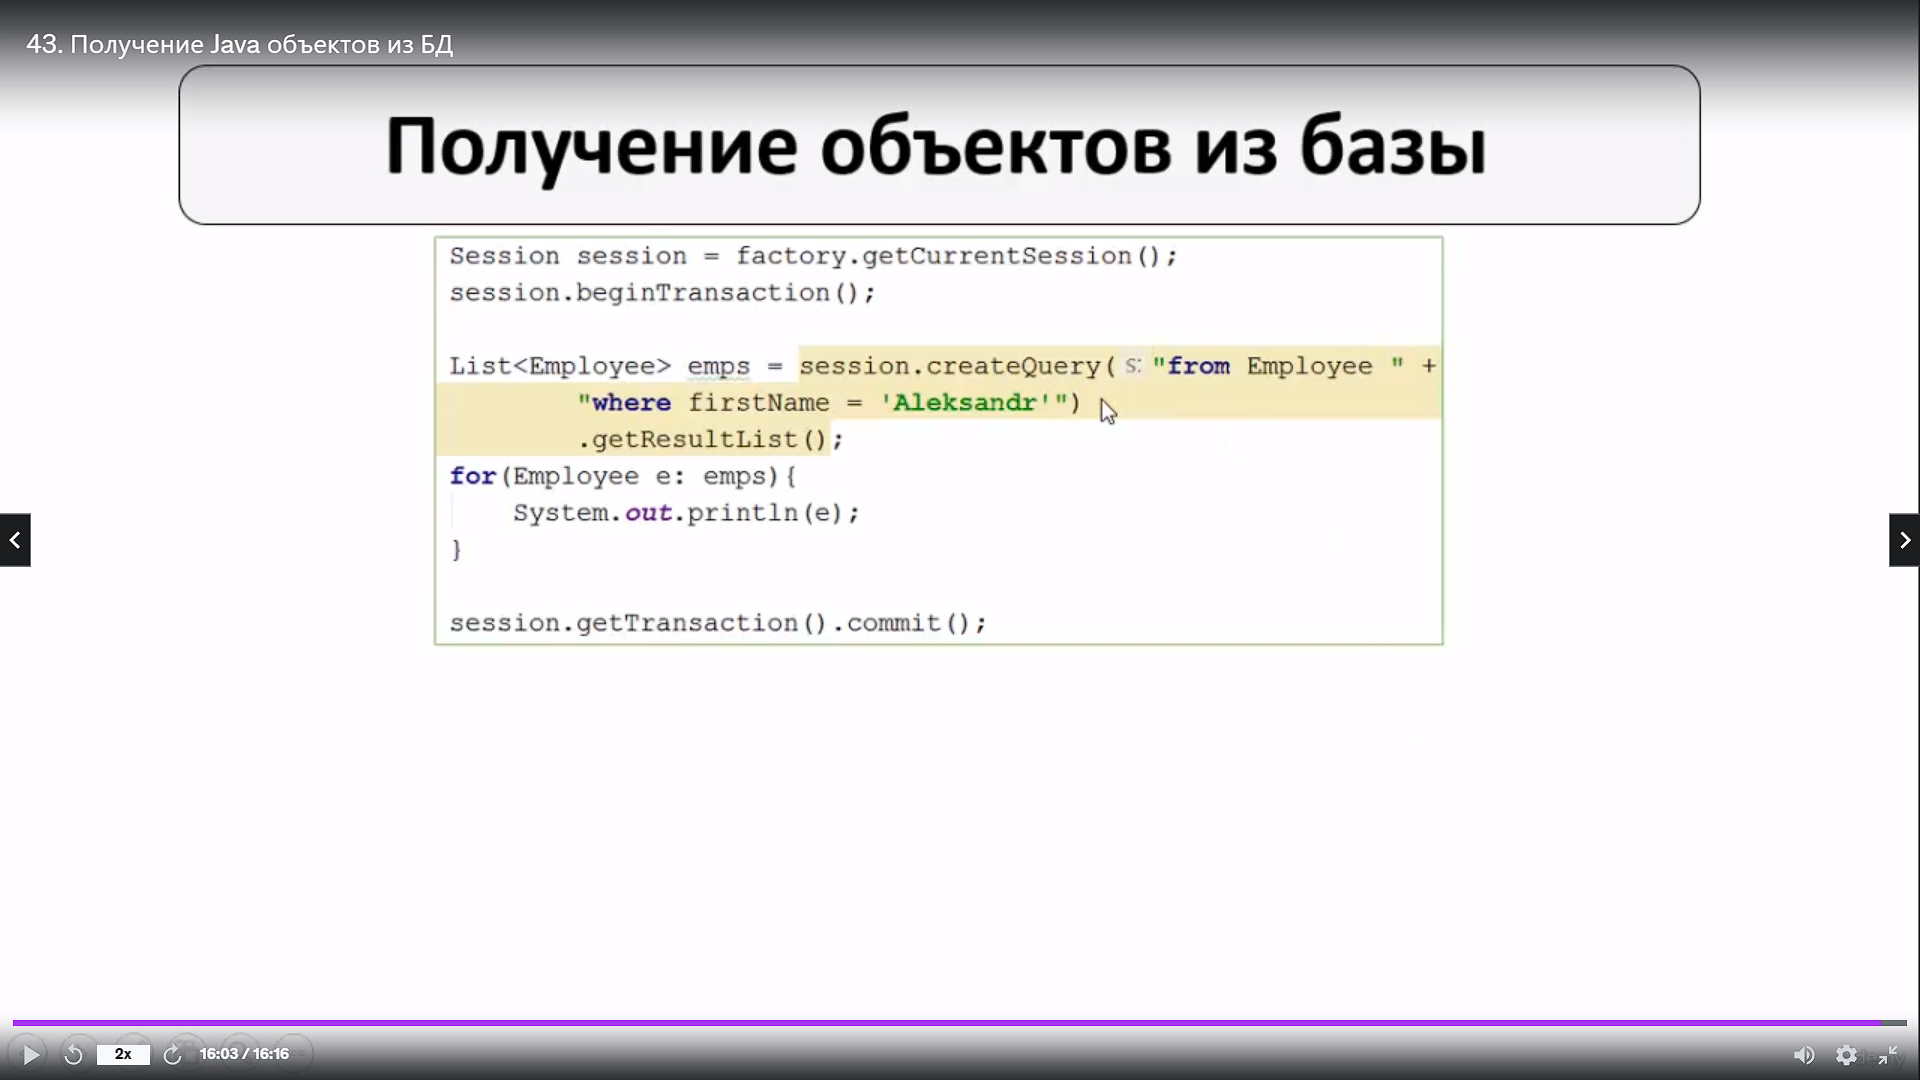 43. Получение Java объектов из БД
Получение объектов из базы
Session session = factory.getCurrentSession();
session.beginTransaction();
List<Employee> emps = session.createQuery( S: "from Employee " +
"where firstName = 'Aleksandr'")
.getResultList();
for(Employee e: emps){
System.out.println(e);
}
session.getTransaction().commit();
2x
16:03 / 16:16